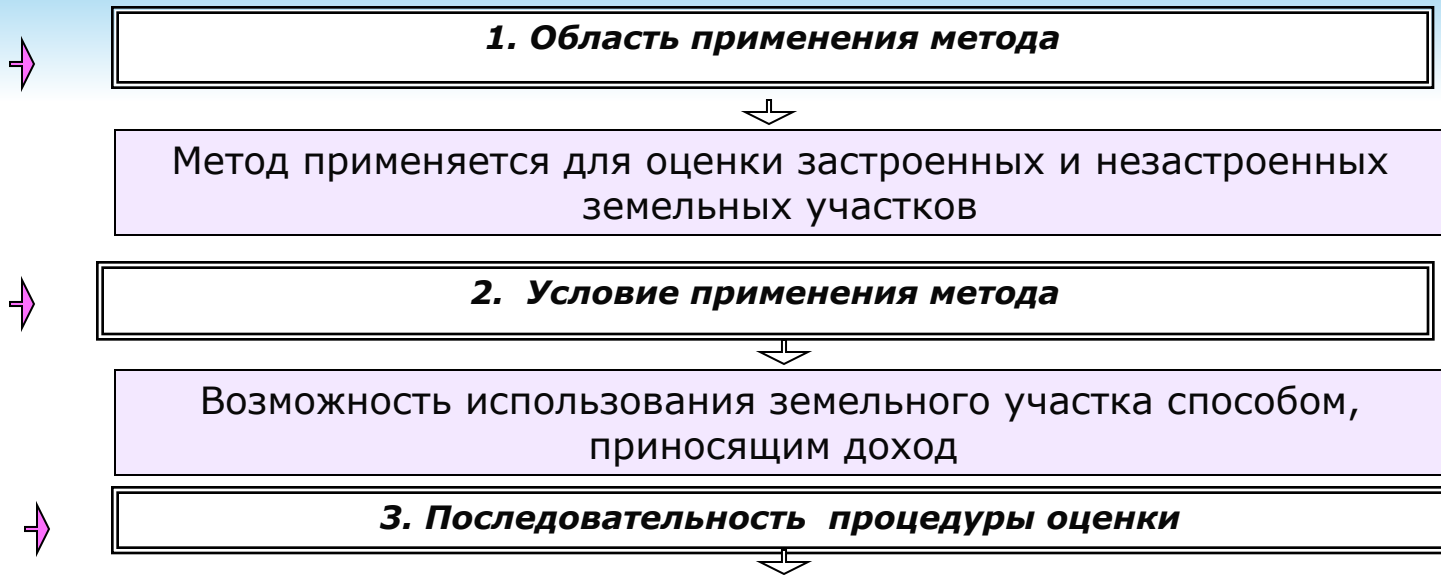 1. Область применения метода
Метод применяется для оценки застроенных и незастроенных
земельных участков
2. Условие применения метода
Возможность использования земельного участка способом,
приносящим доход
3. Последовательность процедуры оценки